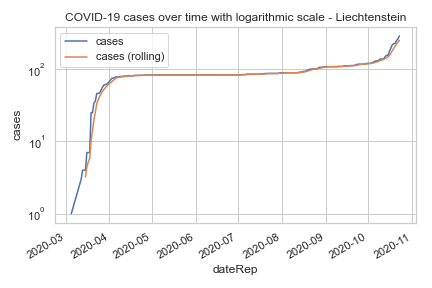 COVID-19 cases over time with logarithmic scale - Liechtenstein
cases
cases (rolling)
10²
10¹
10⁰
cases
2020-03
2020-04
2020-05
2020-06
2020-07
2020-08
2020-09
2020-10
2020-11
dateRep